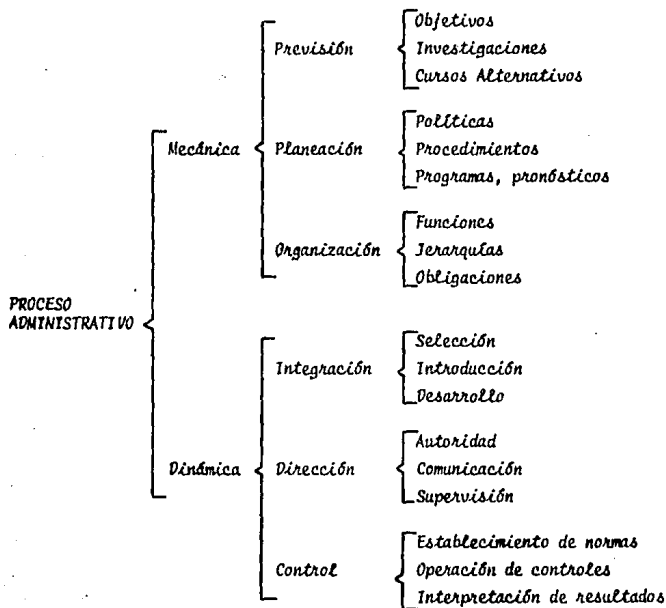 PROCESO
ADMINISTRATIVO
Mecánica
Previsión
Objetivos
Investigaciones
Cursos Alternativos
Planeación
Políticas
Procedimientos
Programas, pronósticos
Organización
Funciones
Jerarquías
Obligaciones
Dinámica
Integración
Selección
Introducción
Desarrollo
Dirección
Autoridad
Comunicación
Supervisión
Control
Establecimiento de normas
Operación de controles
Interpretación de resultados